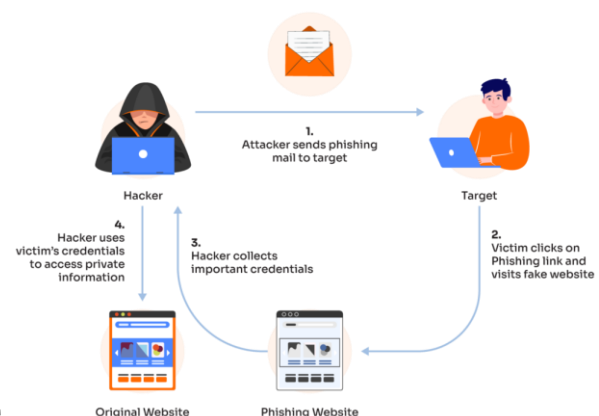 1.
Attacker sends phishing
mail to target
Hacker
Target
4.
Hacker uses
victim's credentials
to access private
information
3.
Hacker collects
important credentials
2.
Victim clicks on
Phishing link and
visits fake website
Original Website
Phishing Website